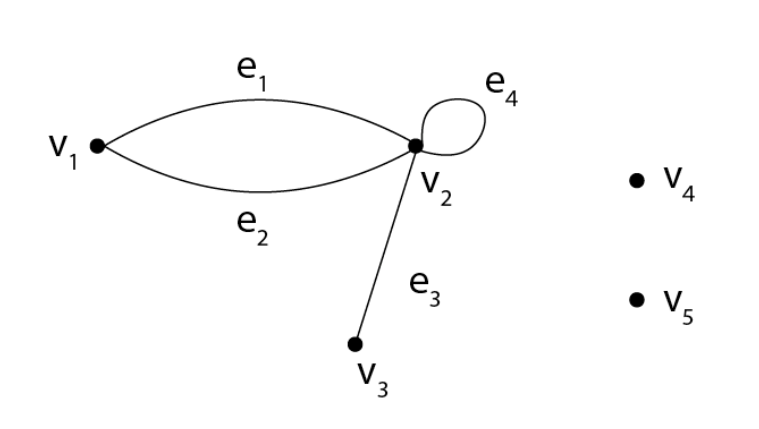 e₁
e₄
v₁
v₂
v₄
e₂
e₃
v₅
v₃